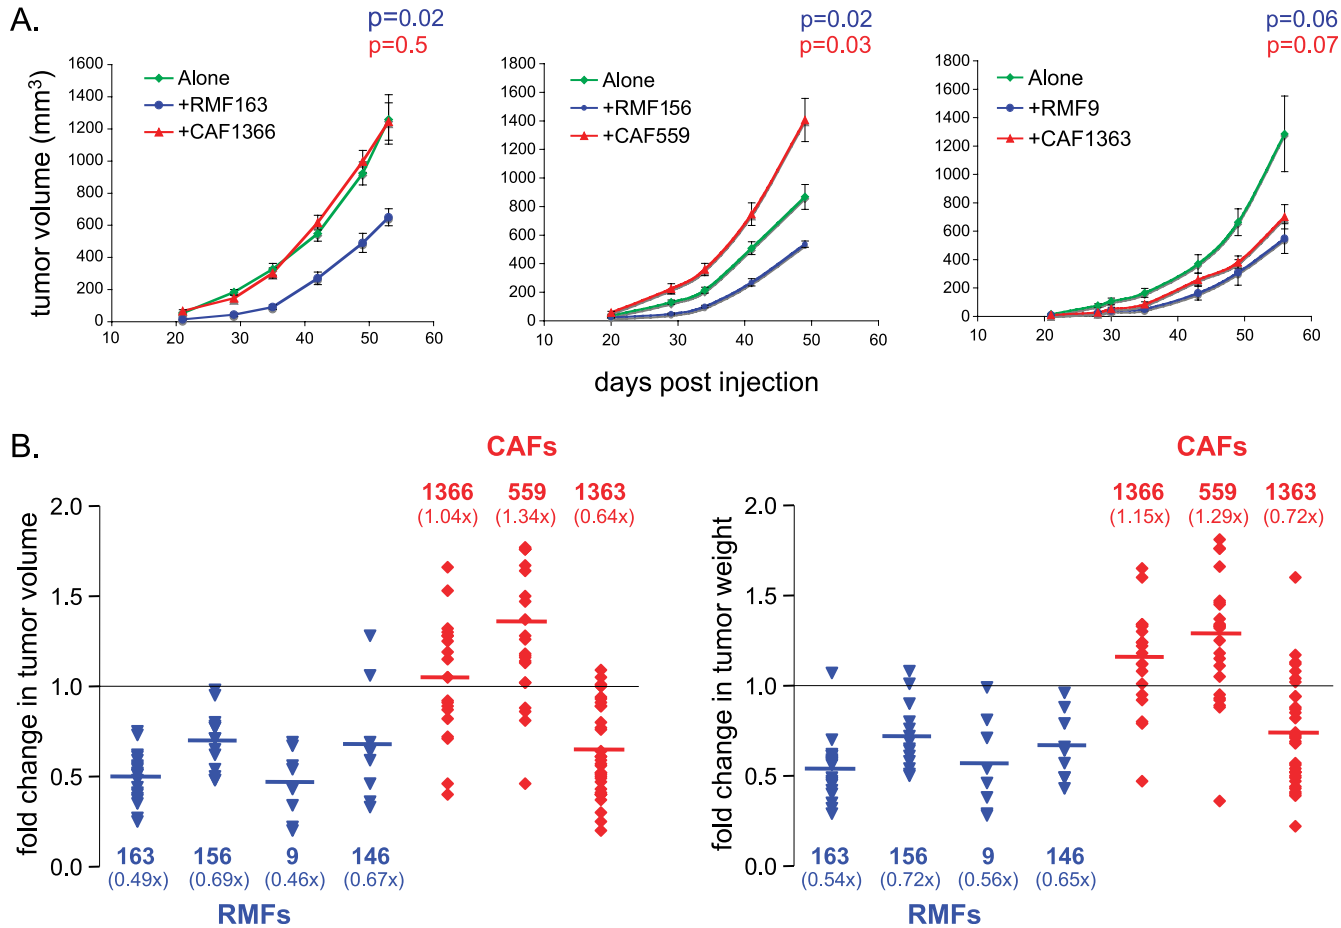 A.
p=0.02
p=0.5
p=0.02
p=0.03
p=0.06
p=0.07
tumor volume (mm³)
1600
1400
1200
1000
800
600
400
200
0
10 20 30 40 50 60
Alone
+RMF163
+CAF1366
1800
1600
1400
1200
1000
800
600
400
200
0
10 20 30 40 50 60
Alone
+RMF156
+CAF559
1800
1600
1400
1200
1000
800
600
400
200
0
10 20 30 40 50 60
Alone
+RMF9
+CAF1363
days post injection
B.
CAFs
1366 559 1363
(1.04x) (1.34x) (0.64x)
fold change in tumor volume
2.0
1.5
1.0
0.5
0.0
163 156 9 146
(0.49x) (0.69x) (0.46x) (0.67x)
RMFs
CAFs
1366 559 1363
(1.15x) (1.29x) (0.72x)
fold change in tumor weight
2.0
1.5
1.0
0.5
0.0
163 156 9 146
(0.54x) (0.72x) (0.56x) (0.65x)
RMFs